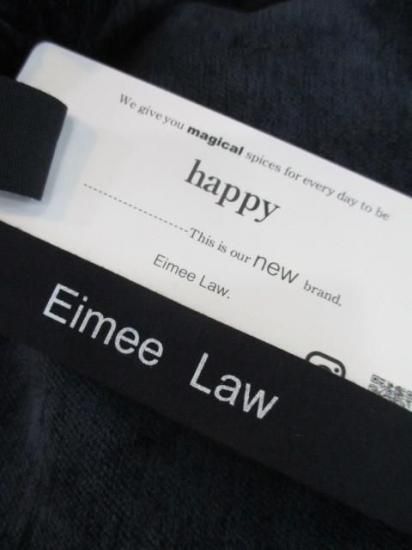 We give you magical spices for every day to be
happy
--------------------This is our new brand.
Eimee Law.
Eimee Law